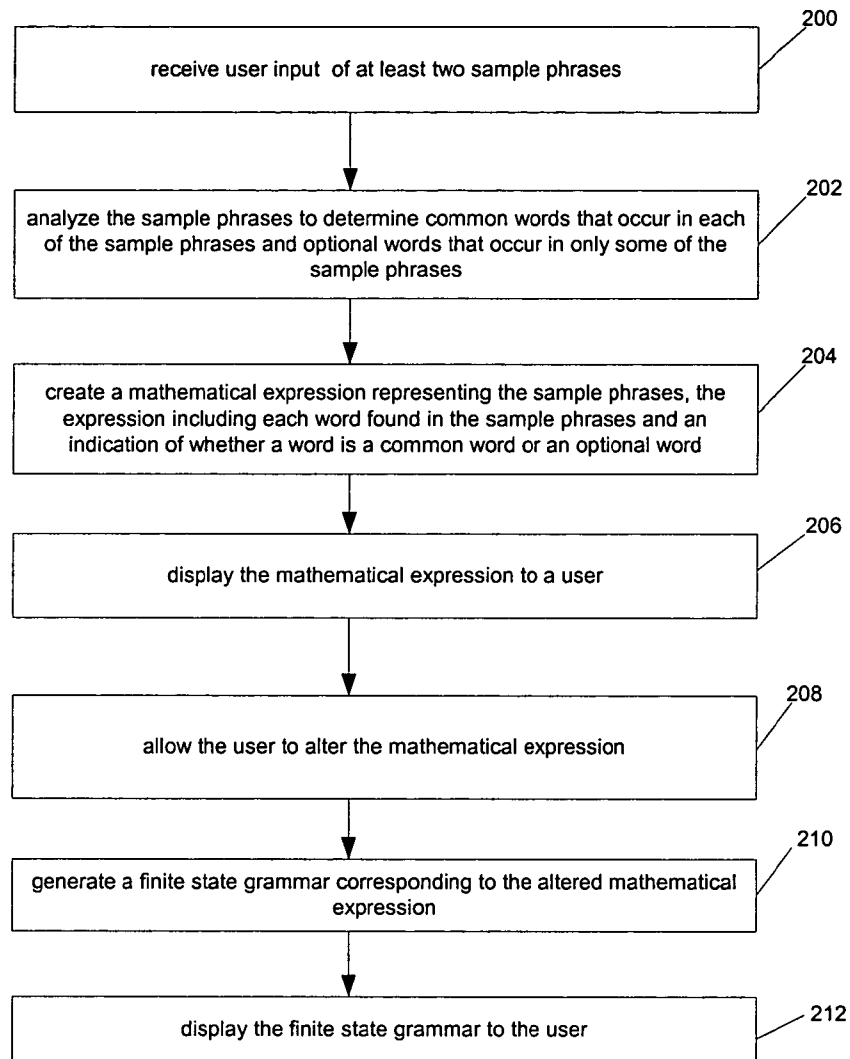 200
receive user input of at least two sample phrases
202
analyze the sample phrases to determine common words that occur in each
of the sample phrases and optional words that occur in only some of the
sample phrases
204
create a mathematical expression representing the sample phrases, the
expression including each word found in the sample phrases and an
indication of whether a word is a common word or an optional word
206
display the mathematical expression to a user
208
allow the user to alter the mathematical expression
210
generate a finite state grammar corresponding to the altered mathematical
expression
display the finite state grammar to the user
212